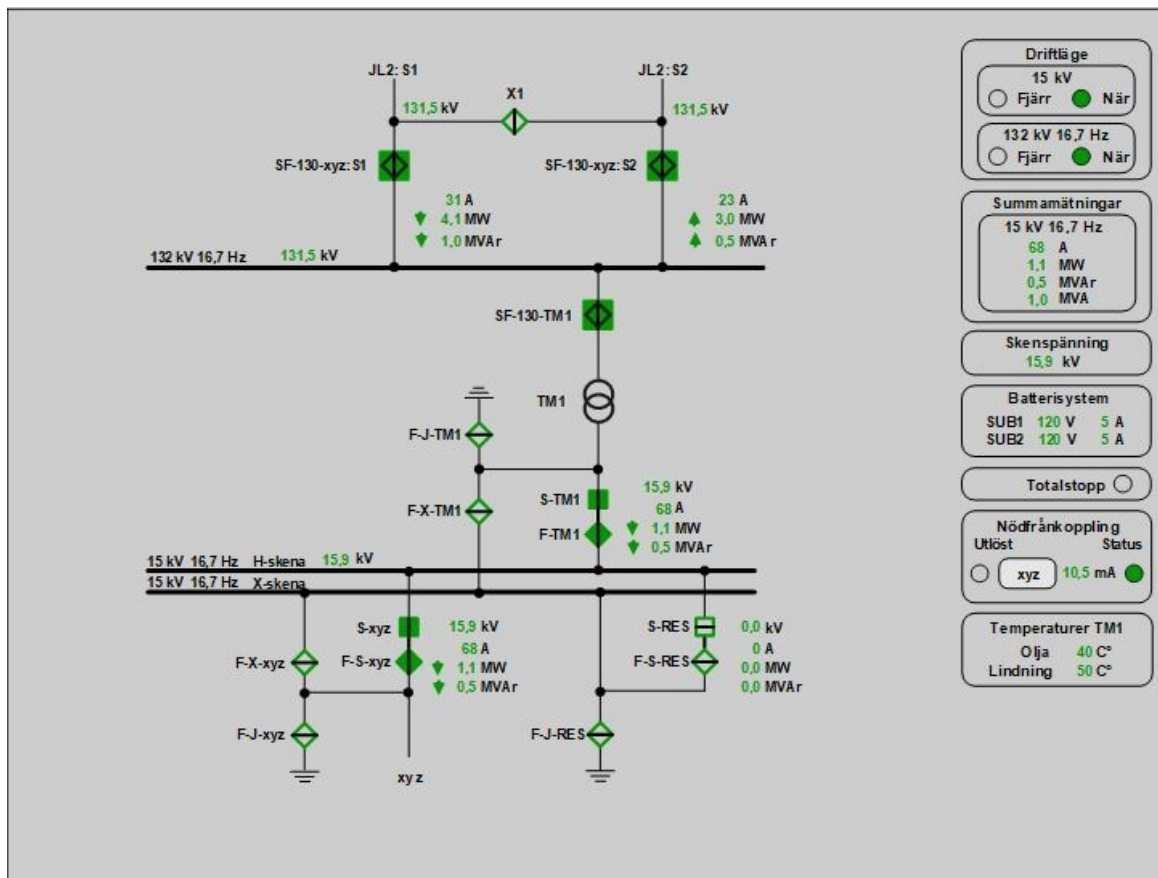 JL2: S1
JL2: S2
X1
131,5 kV
131,5 kV
SF-130-xyz: S1
SF-130-xyz: S2
31 A
4,1 MW
1,0 MVAr
23 A
3,0 MW
0,5 MVAr
132 kV 16,7 Hz 131,5 kV
SF-130-TM1
TM1
F-J-TM1
F-X-TM1
S-TM1
F-TM1
15,9 kV
68 A
1,1 MW
0,5 MVAr
15 kV 16,7 Hz H-skena 15,9 kV
15 kV 16,7 Hz X-skena
S-xyz
F-S-xyz
15,9 kV
68 A
1,1 MW
0,5 MVAr
F-X-xyz
F-J-xyz
xyz
S-RES
F-S-RES
0,0 kV
0 A
0,0 MW
0,0 MVAr
F-J-RES
Driftläge
15 kV
Fjärr När
132 kV 16,7 Hz
Fjärr När
Summamätningar
15 kV 16,7 Hz
68 A
1,1 MW
0,5 MVAr
1,0 MVA
Skenspänning
15,9 kV
Batterisystem
SUB1 120 V 5 A
SUB2 120 V 5 A
Totalstopp
Nödfrånkoppling
Utlöst Status
xyz 10,5 mA
Temperaturer TM1
Olja 40 C°
Lindning 50 C°